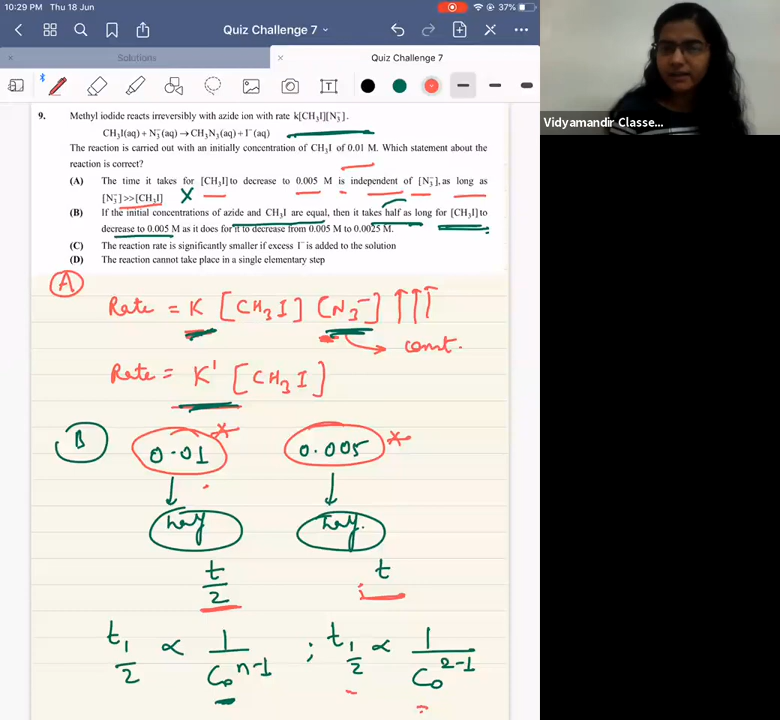 10:29 PM Thu 18 Jun
37%
Quiz Challenge 7
Solutions
Quiz Challenge 7
Vidyamandir Classe...
9. Methyl iodide reacts irreversibly with azide ion with rate k[CH₃I][N₃⁻].
CH₃I(aq) + N₃⁻(aq) → CH₃N₃(aq) + I⁻(aq)
The reaction is carried out with an initially concentration of CH₃I of 0.01 M. Which statement about the
reaction is correct?
(A) The time it takes for [CH₃I] to decrease to 0.005 M is independent of [N₃⁻], as long as
[N₃⁻]>>[CH₃I] X
(B) If the initial concentrations of azide and CH₃I are equal, then it takes half as long for [CH₃I] to
decrease to 0.005 M as it does for it to decrease from 0.005 M to 0.0025 M.
(C) The reaction rate is significantly smaller if excess I⁻ is added to the solution
(D) The reaction cannot take place in a single elementary step
A
Rate = K [CH₃I] [N₃⁻] ↑↑↑
→ const.
Rate = K' [CH₃I]
B 0.01 * 0.005 *
↓ ↓
half half.
t/2 t
t₁/₂ ∝ 1/C₀ⁿ⁻¹ ; t₁/₂ ∝ 1/C₀²⁻¹